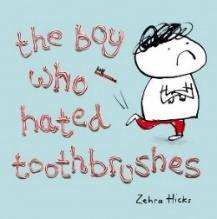 the boy
who
hated
toothbrushes
Zehra Hicks